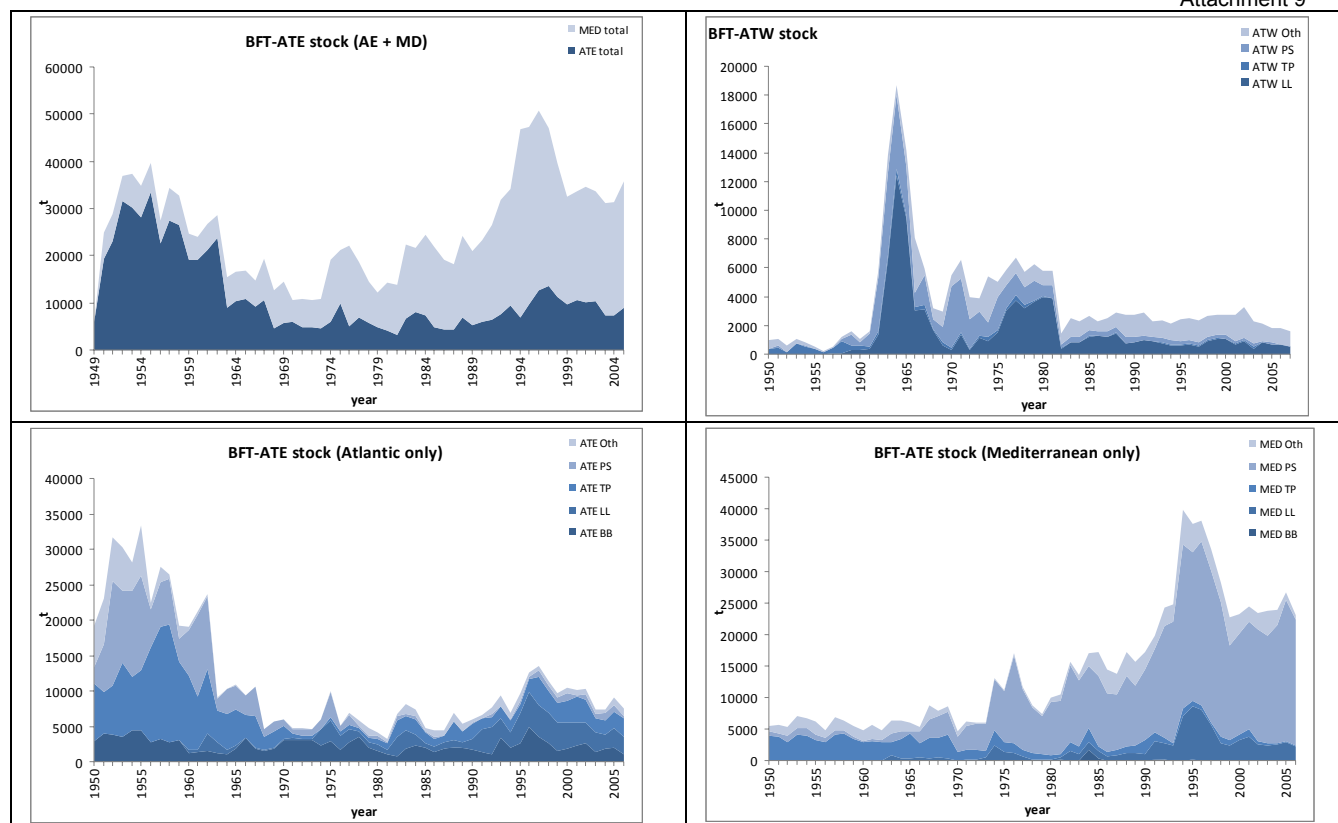 Attachment 9
BFT-ATE stock (AE + MD)
MED total
ATE total
60000
50000
40000
30000
20000
10000
0
t
1949
1954
1959
1964
1969
1974
1979
1984
1989
1994
1999
2004
year
BFT-ATW stock
ATW Oth
ATW PS
ATW TP
ATW LL
20000
18000
16000
14000
12000
10000
8000
6000
4000
2000
0
t
1950
1955
1960
1965
1970
1975
1980
1985
1990
1995
2000
2005
year
BFT-ATE stock (Atlantic only)
ATE Oth
ATE PS
ATE TP
ATE LL
ATE BB
40000
35000
30000
25000
20000
15000
10000
5000
0
t
1950
1955
1960
1965
1970
1975
1980
1985
1990
1995
2000
2005
year
BFT-ATE stock (Mediterranean only)
MED Oth
MED PS
MED TP
MED LL
MED BB
45000
40000
35000
30000
25000
20000
15000
10000
5000
0
t
1950
1955
1960
1965
1970
1975
1980
1985
1990
1995
2000
2005
year